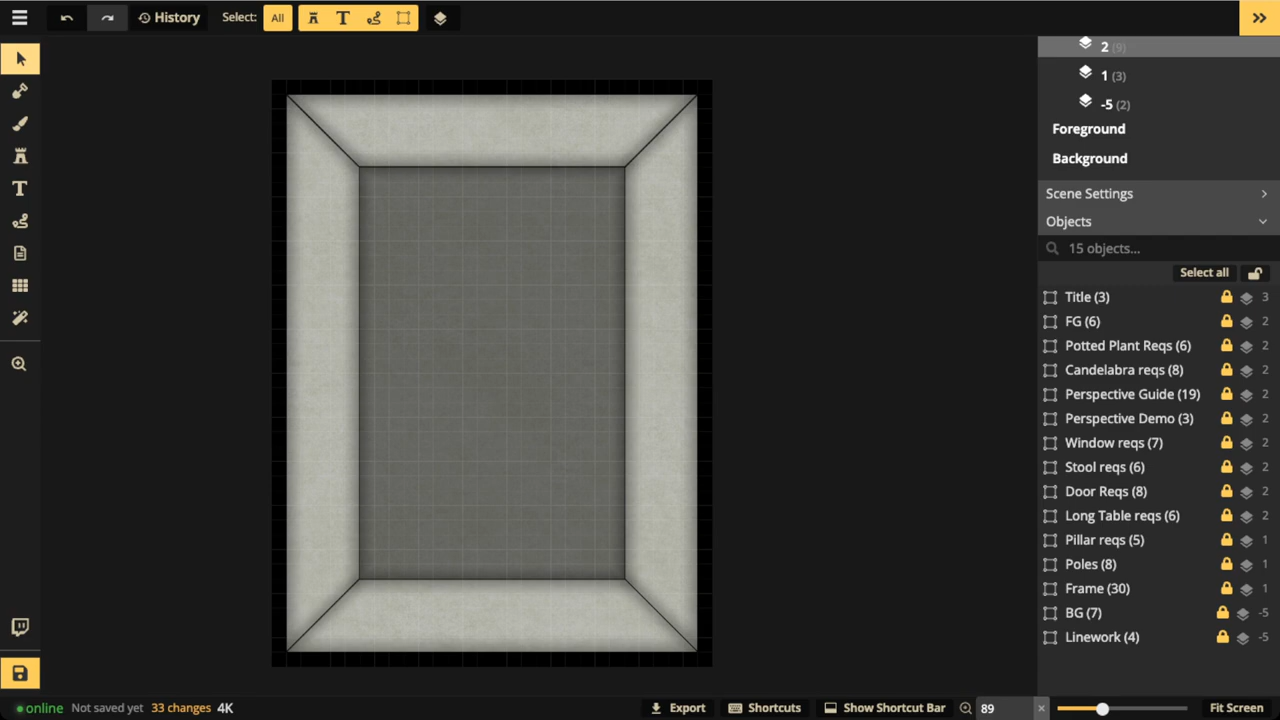 History
Select:
All
2 (9)
1 (3)
-5 (2)
Foreground
Background
Scene Settings
Objects
15 objects...
Select all
Title (3) 3
FG (6) 2
Potted Plant Reqs (6) 2
Candelabra reqs (8) 2
Perspective Guide (19) 2
Perspective Demo (3) 2
Window reqs (7) 2
Stool reqs (6) 2
Door Reqs (8) 2
Long Table reqs (6) 2
Pillar reqs (5) 1
Poles (8) 1
Frame (30) 1
BG (7) -5
Linework (4) -5
online Not saved yet 33 changes 4K
Export Shortcuts Show Shortcut Bar 89 × Fit Screen